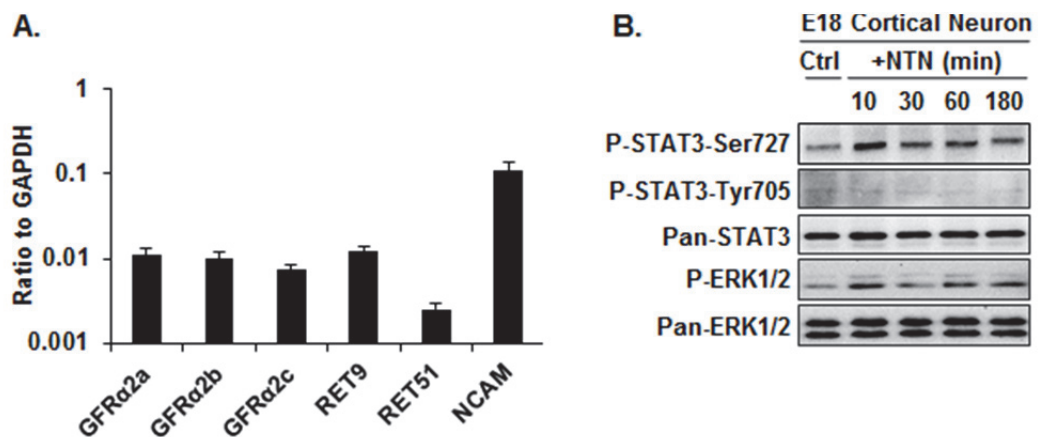 A.
Ratio to GAPDH
1
0.1
0.01
0.001
GFRα2a
GFRα2b
GFRα2c
RET9
RET51
NCAM
B.
E18 Cortical Neuron
Ctrl +NTN (min)
10 30 60 180
P-STAT3-Ser727
P-STAT3-Tyr705
Pan-STAT3
P-ERK1/2
Pan-ERK1/2